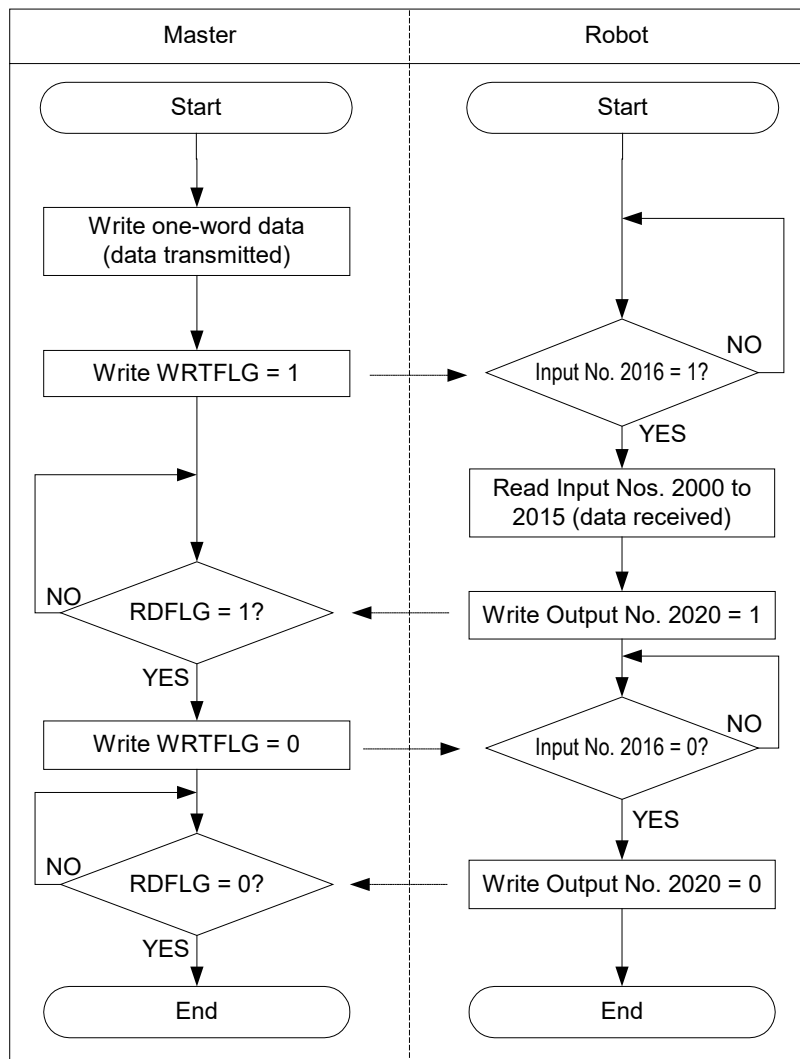 Master
Robot
Start
Start
Write one-word data
(data transmitted)
Write WRTFLG = 1
Input No. 2016 = 1?
NO
YES
Read Input Nos. 2000 to
2015 (data received)
NO
RDFLG = 1?
Write Output No. 2020 = 1
YES
Write WRTFLG = 0
Input No. 2016 = 0?
NO
YES
NO
RDFLG = 0?
Write Output No. 2020 = 0
YES
End
End